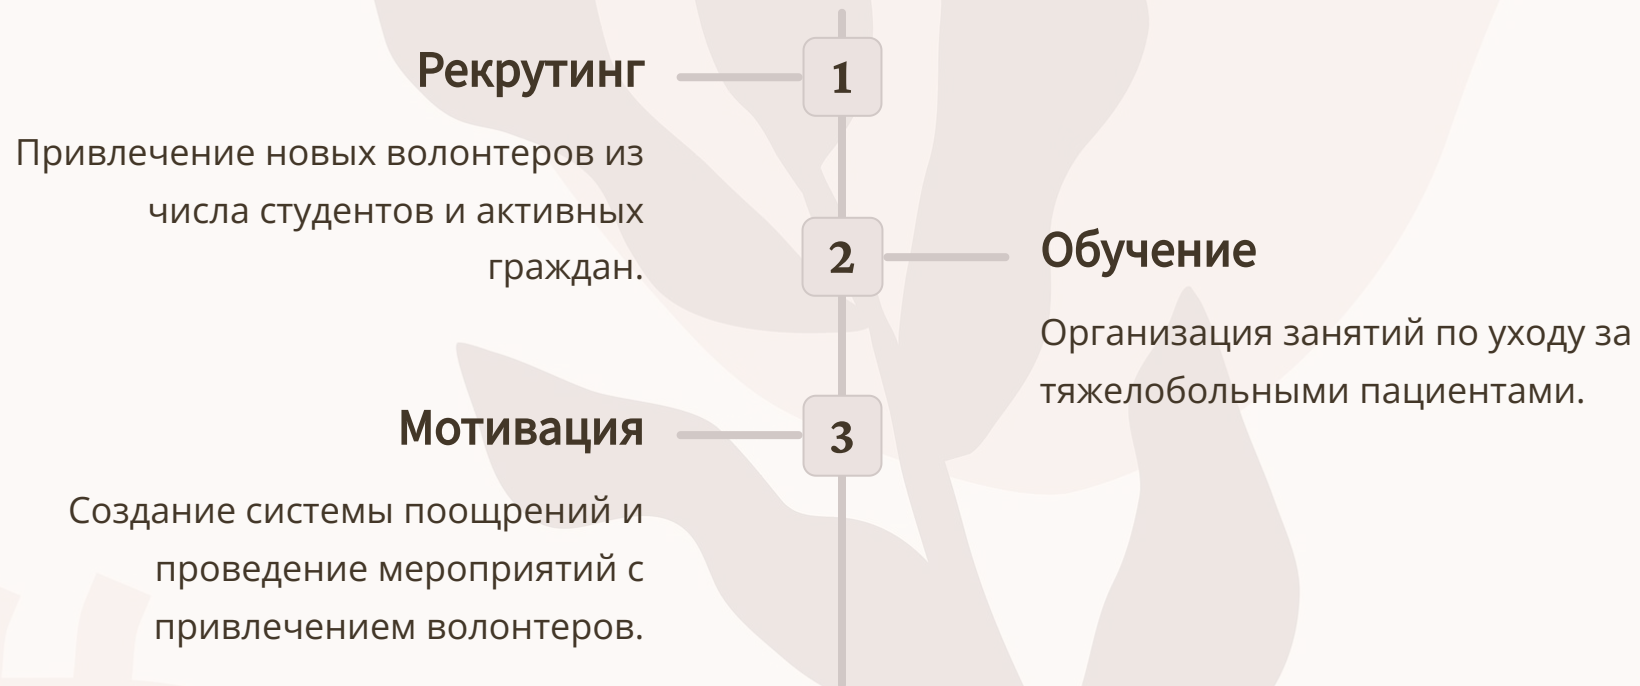 Рекрутинг
1
Привлечение новых волонтеров из
числа студентов и активных
граждан.
2
Обучение
Организация занятий по уходу за
тяжелобольными пациентами.
Мотивация
3
Создание системы поощрений и
проведение мероприятий с
привлечением волонтеров.